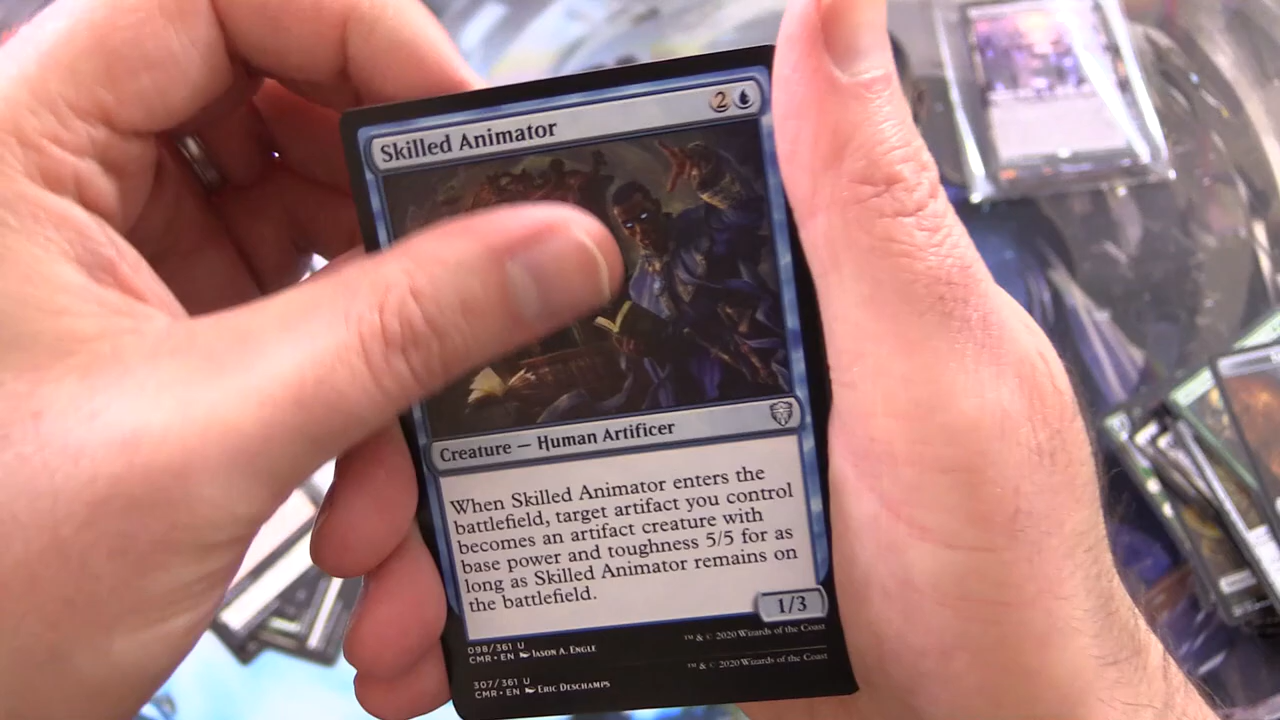 Skilled Animator 2
Creature — Human Artificer
When Skilled Animator enters the
battlefield, target artifact you control
becomes an artifact creature with
base power and toughness 5/5 for as
long as Skilled Animator remains on
the battlefield.
1/3
098/361 U
CMR • EN Jason A. Engle ™ & © 2020 Wizards of the Coast
307/361 U
CMR • EN Eric Deschamps ™ & © 2020 Wizards of the Coast